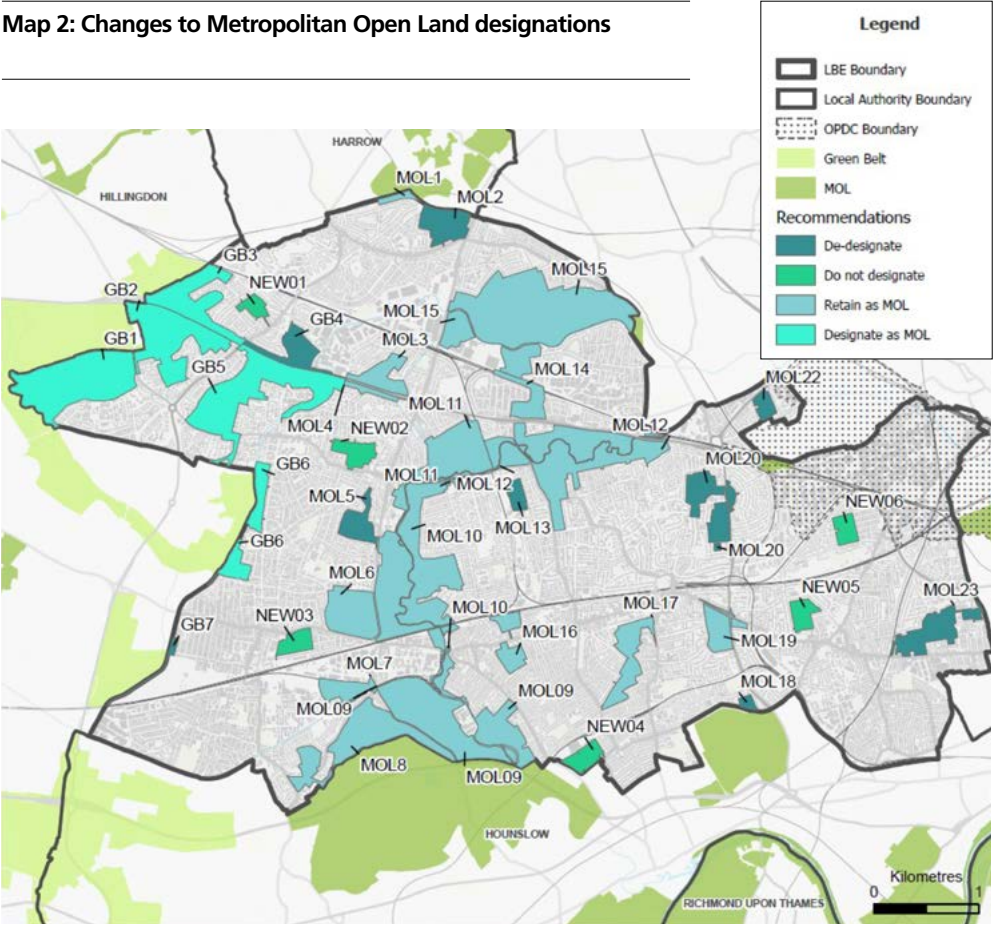 Map 2: Changes to Metropolitan Open Land designations
Legend
LBE Boundary
Local Authority Boundary
OPDC Boundary
Green Belt
MOL
Recommendations
De-designate
Do not designate
Retain as MOL
Designate as MOL
HARROW
HILLINGDON
MOL1
MOL2
GB3
MOL15
NEW01
GB2
MOL15
GB4
GB1
MOL3
GB5
MOL14
MOL22
MOL11
MOL4
NEW02
MOL12
MOL20
GB6
MOL11
MOL12
MOL5
NEW06
MOL13
MOL10
GB6
MOL20
MOL6
NEW05
MOL23
MOL10
MOL17
NEW03
GB7
MOL16
MOL19
MOL7
MOL18
MOL09
MOL09
NEW04
MOL8
MOL09
HOUNSLOW
Kilometres
0 1
RICHMOND UPON THAMES